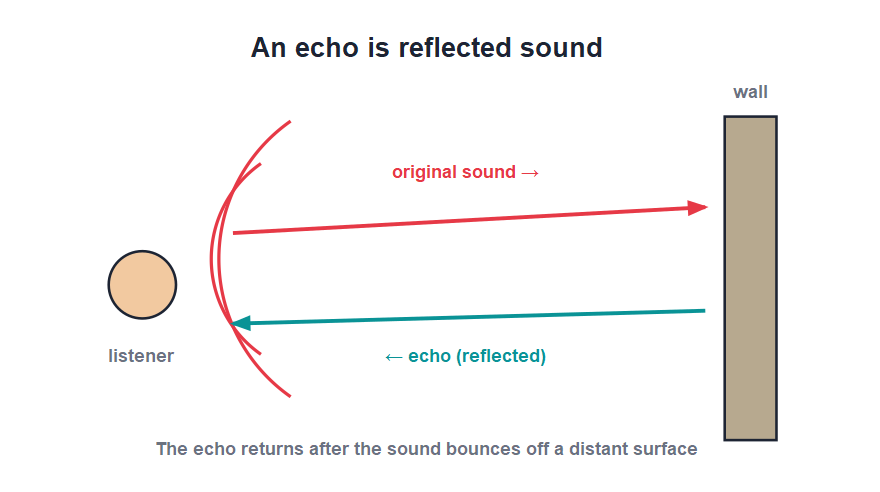 An echo is reflected sound
wall
original sound →
listener
← echo (reflected)
The echo returns after the sound bounces off a distant surface